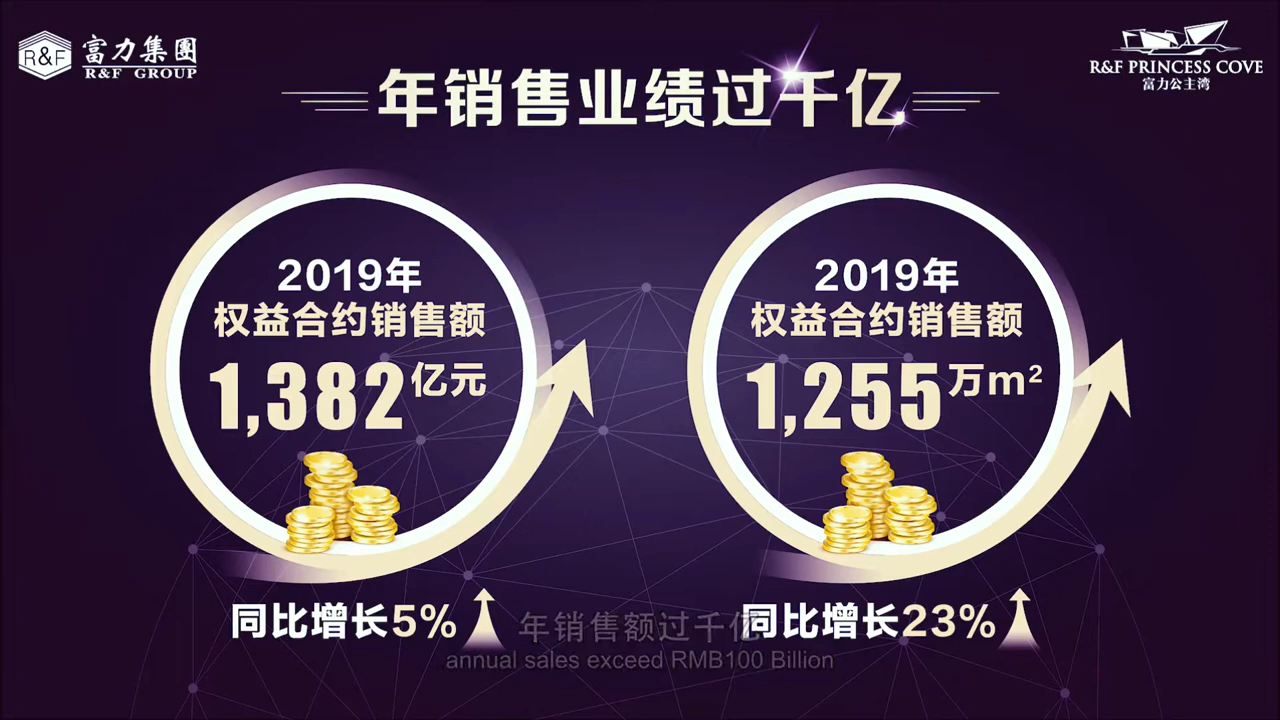 R&F
富力集團
R&F GROUP
R&F PRINCESS COVE
富力公主湾
年销售业绩过千亿
2019年
权益合约销售额
1,382亿元
同比增长5%
2019年
权益合约销售额
1,255万m²
同比增长23%
年销售额过千亿
annual sales exceed RMB100 Billion